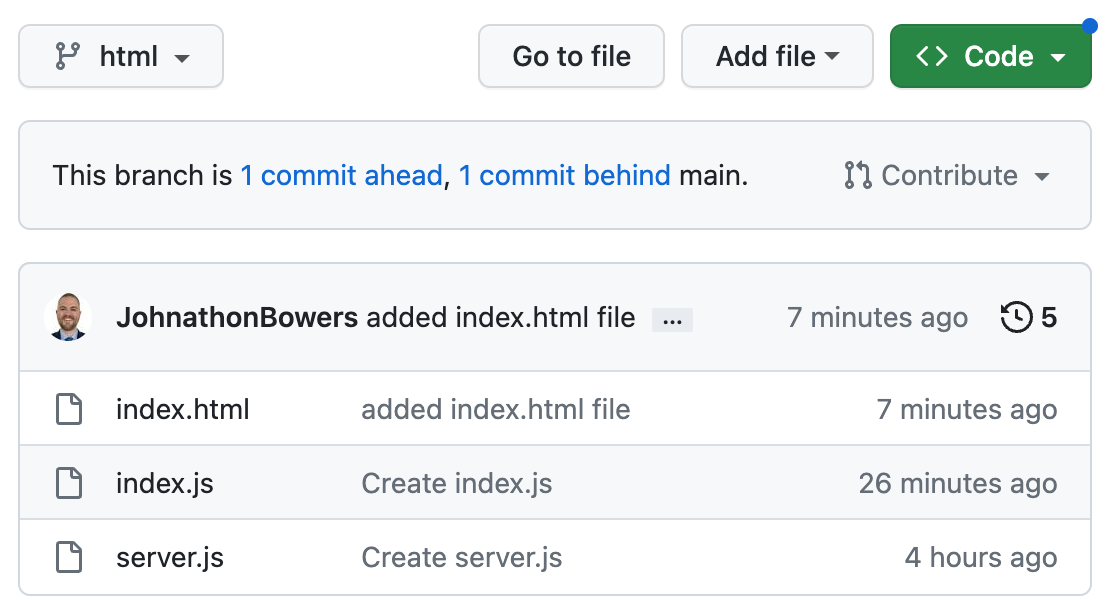 html Go to file Add file <> Code
This branch is 1 commit ahead, 1 commit behind main. Contribute
JohnathonBowers added index.html file ... 7 minutes ago 5
index.html added index.html file 7 minutes ago
index.js Create index.js 26 minutes ago
server.js Create server.js 4 hours ago